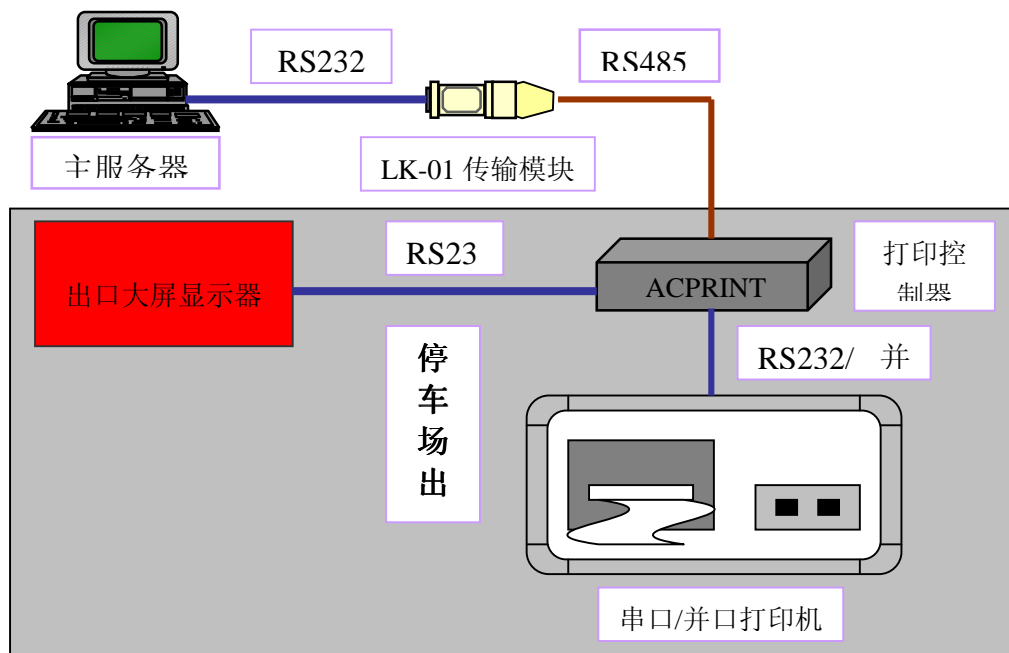 RS232
RS485
主服务器
LK-01 传输模块
RS23
出口大屏显示器
ACPRINT
打印控
制器
停
车
场
出
RS232/ 并
串口/并口打印机